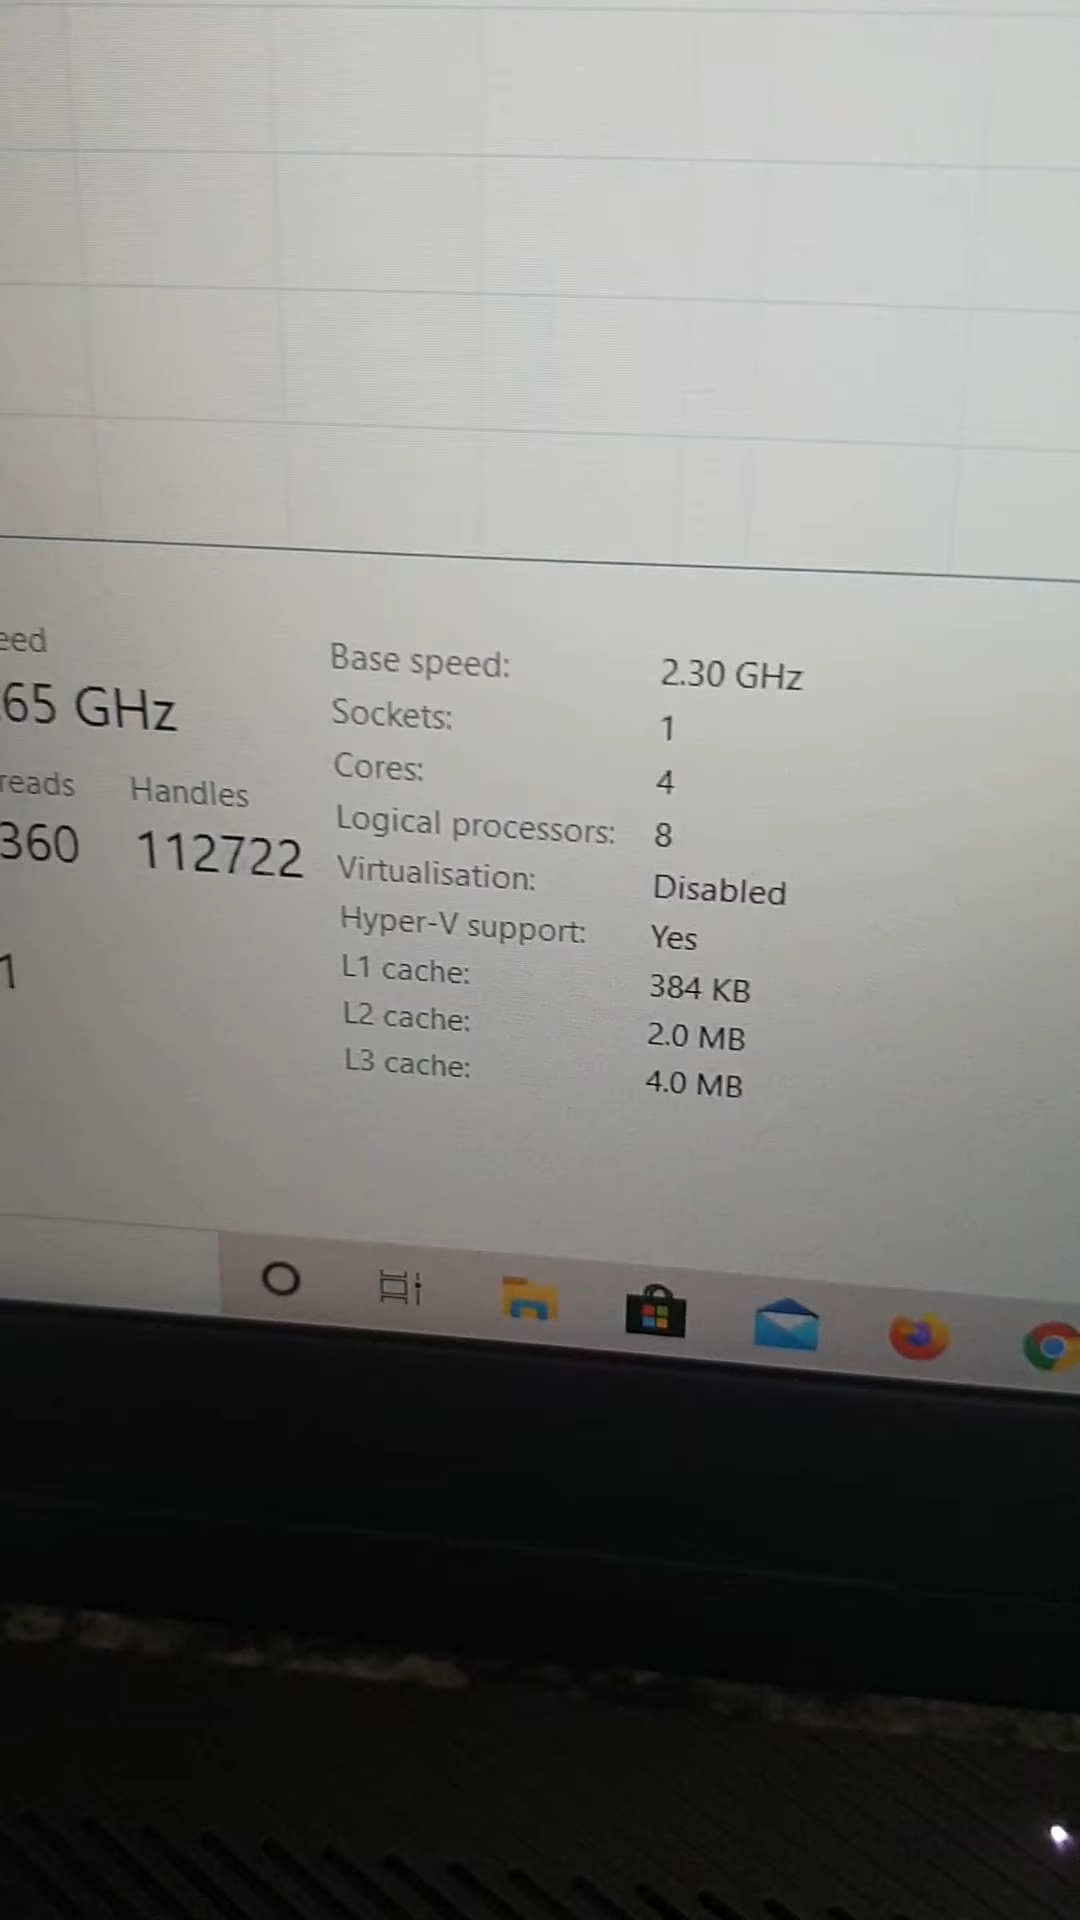 eed
65 GHz
reads Handles
360 112722
1
Base speed: 2.30 GHz
Sockets: 1
Cores: 4
Logical processors: 8
Virtualisation: Disabled
Hyper-V support: Yes
L1 cache: 384 KB
L2 cache: 2.0 MB
L3 cache: 4.0 MB